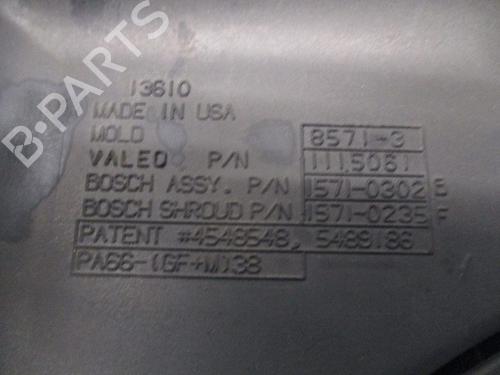 B-PARTS
13610
MADE IN USA
MOLD 8571-3
VALEO P/N 1115061
BOSCH ASSY. P/N 1571-0302 E
BOSCH SHROUD P/N 1571-0235 F
PATENT #4548548, 5489186
PA66-(GF+M)38